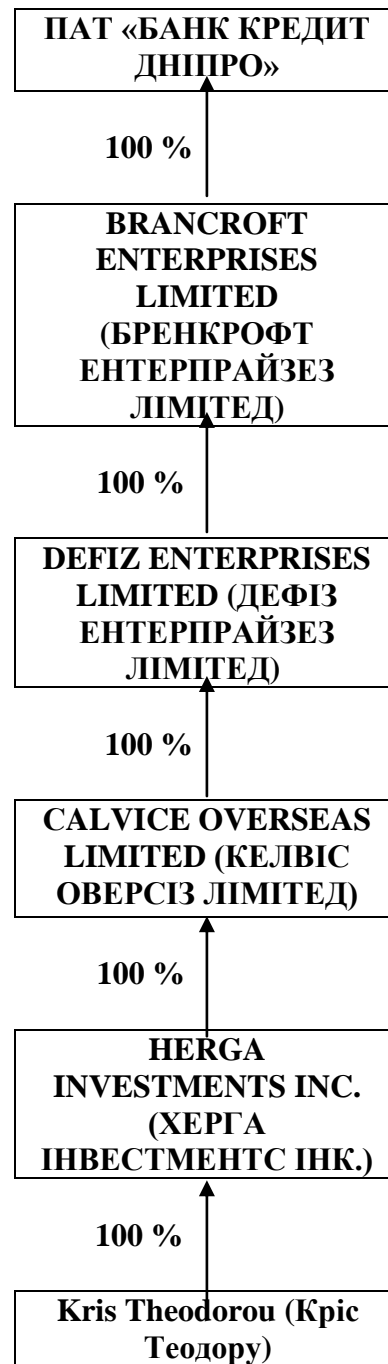 ПАТ «БАНК КРЕДИТ
ДНІПРО»
100 %
BRANCROFT
ENTERPRISES
LIMITED
(БРЕНКРОФТ
ЕНТЕРПРАЙЗЕЗ
ЛІМІТЕД)
100 %
DEFIZ ENTERPRISES
LIMITED (ДЕФІЗ
ЕНТЕРПРАЙЗЕЗ
ЛІМІТЕД)
100 %
CALVICE OVERSEAS
LIMITED (КЕЛВІС
ОВЕРСІЗ ЛІМІТЕД)
100 %
HERGA
INVESTMENTS INC.
(ХЕРГА
ІНВЕСТМЕНТС ІНК.)
100 %
Kris Theodorou (Кріс
Теодору)